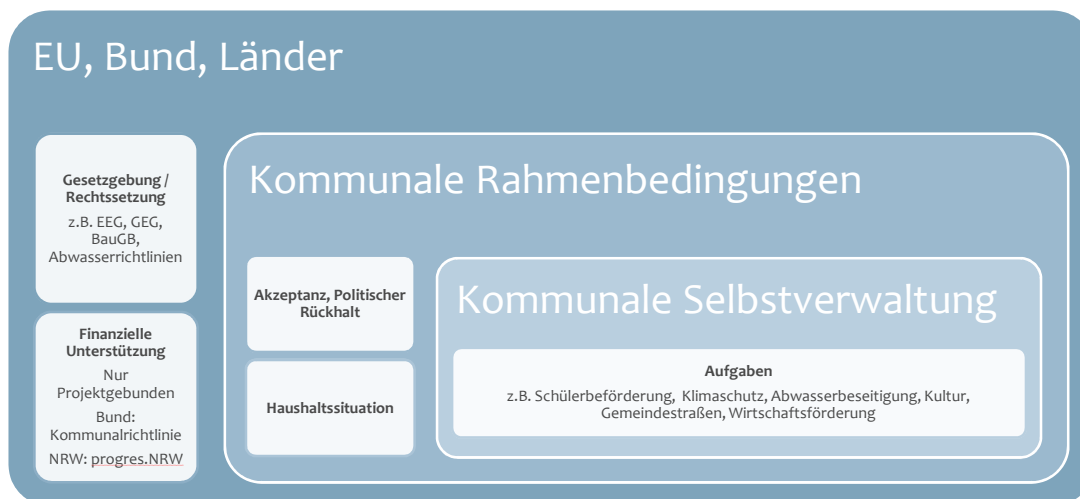 EU, Bund, Länder
Gesetzgebung /
Rechtssetzung
z.B. EEG, GEG,
BauGB,
Abwasserrichtlinien
Finanzielle
Unterstützung
Nur
Projektgebunden
Bund:
Kommunalrichtlinie
NRW: progres.NRW
Kommunale Rahmenbedingungen
Akzeptanz, Politischer
Rückhalt
Haushaltssituation
Kommunale Selbstverwaltung
Aufgaben
z.B. Schülerbeförderung, Klimaschutz, Abwasserbeseitigung, Kultur,
Gemeindestraßen, Wirtschaftsförderung